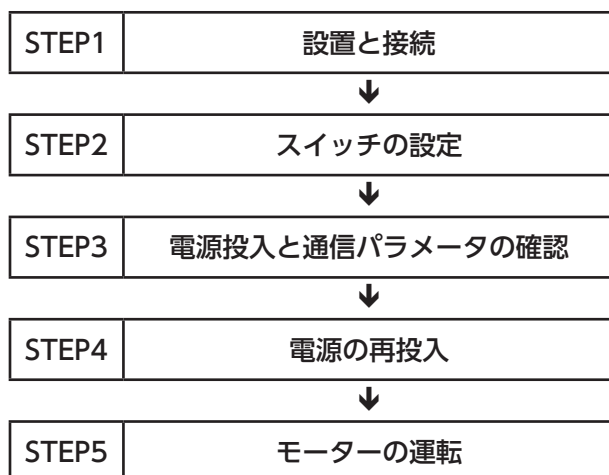 STEP1 設置と接続
STEP2 スイッチの設定
STEP3 電源投入と通信パラメータの確認
STEP4 電源の再投入
STEP5 モーターの運転